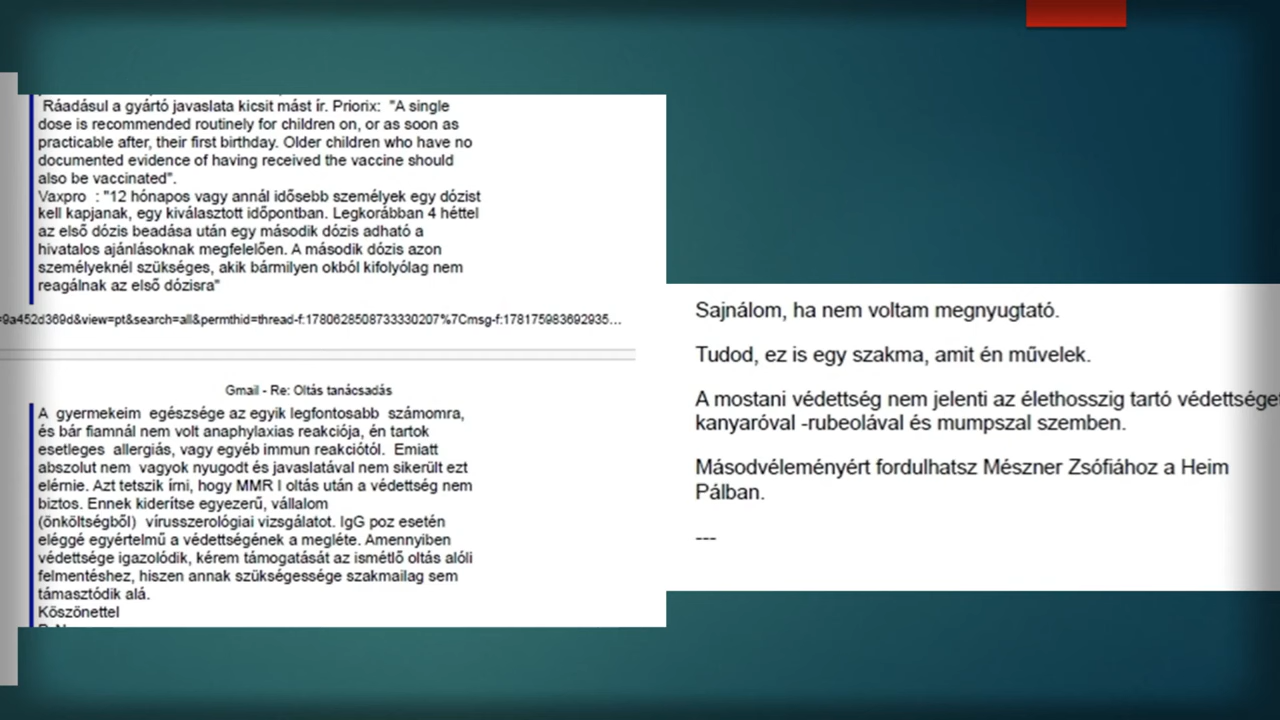 Ráadásul a gyártó javaslata kicsit mást ír. Priorix: "A single
dose is recommended routinely for children on, or as soon as
practicable after, their first birthday. Older children who have no
documented evidence of having received the vaccine should
also be vaccinated".
Vaxpro : "12 hónapos vagy annál idősebb személyek egy dózist
kell kapjanak, egy kiválasztott időpontban. Legkorábban 4 héttel
az első dózis beadása után egy második dózis adható a
hivatalos ajánlásoknak megfelelően. A második dózis azon
személyeknél szükséges, akik bármilyen okból kifolyólag nem
reagálnak az első dózisra"
=9a452d369d&view=pt&search=all&permthid=thread-f:1780628508733330207%7Cmsg-f:178175983692935...
Gmail - Re: Oltás tanácsadás
A gyermekeim egészsége az egyik legfontosabb számomra,
és bár fiamnál nem volt anaphylaxias reakciója, én tartok
esetleges allergiás, vagy egyéb immun reakciótól. Emiatt
abszolut nem vagyok nyugodt és javaslatával nem sikerült ezt
elérnie. Azt tetszik írni, hogy MMR I oltás után a védettség nem
biztos. Ennek kiderítse egyezerű, vállalom
(önköltségből) vírusszerológiai vizsgálatot. IgG poz esetén
eléggé egyértelmű a védettségének a megléte. Amennyiben
védettsége igazolódik, kérem támogatását az ismétlő oltás alóli
felmentéshez, hiszen annak szükségessége szakmailag sem
támasztódik alá.
Köszönettel
Sajnálom, ha nem voltam megnyugtató.
Tudod, ez is egy szakma, amit én művelek.
A mostani védettség nem jelenti az élethosszig tartó védettséget
kanyaróval -rubeolával és mumpszal szemben.
Másodvéleményért fordulhatsz Mészner Zsófiához a Heim
Pálban.
---